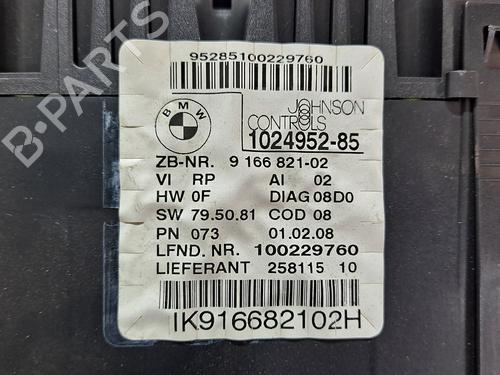 95285100229760
BMW
JOHNSON
CONTROLS
1024952-85
ZB-NR. 9 166 821-02
VI RP AI 02
HW 0F DIAG 08D0
SW 79.50.81 COD 08
PN 073 01.02.08
LFND. NR. 100229760
LIEFERANT 258115 10
IK916682102H
B-PARTS